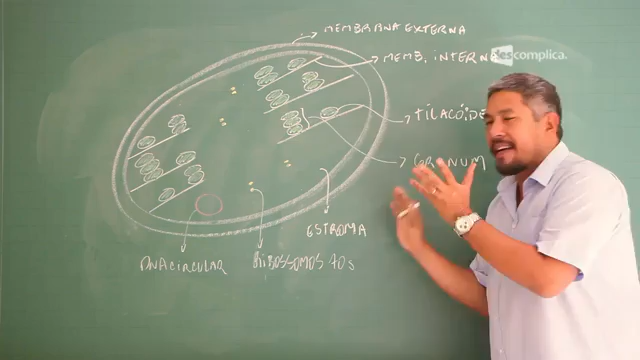 MEMBRANA EXTERNA
MEMB. INTERNA
descomplica.
TILACÓIDE
GRANUM
ESTROMA
DNA CIRCULAR
RIBOSSOMOS 70s